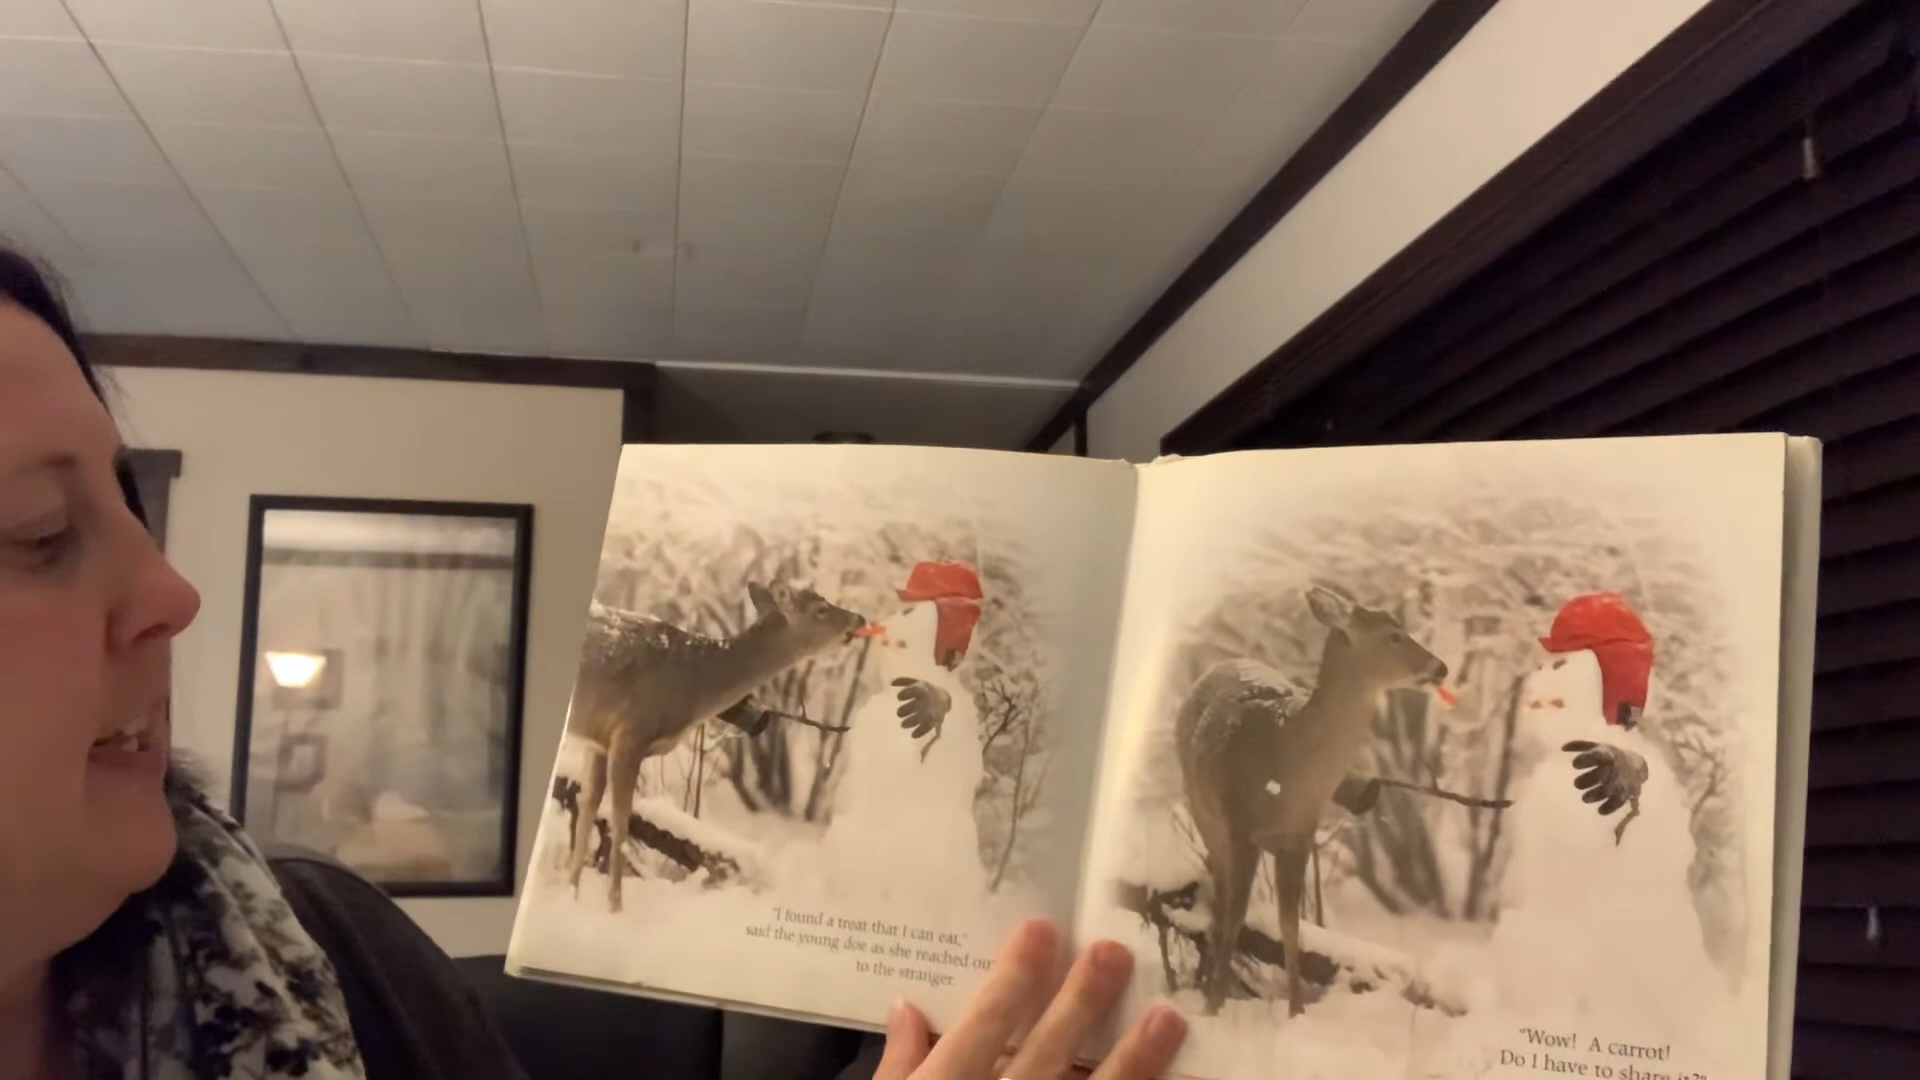 "I found a treat that I can eat,"
said the young doe as she reached out
to the stranger.
"Wow! A carrot!
Do I have to share it?"